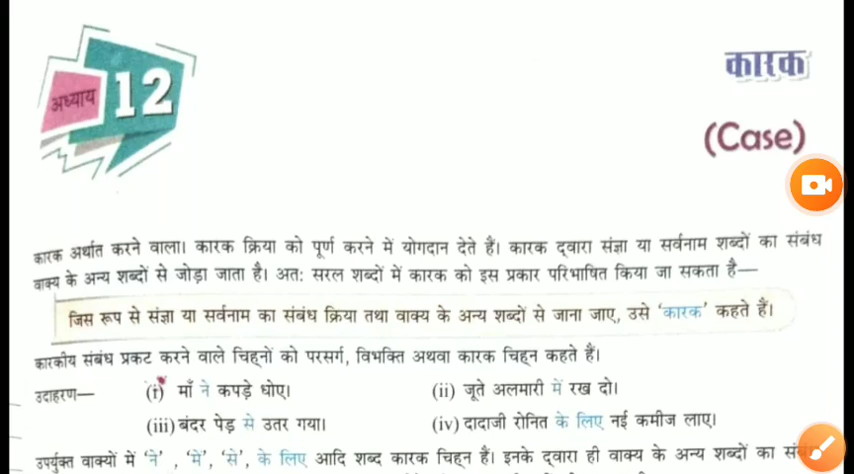 अध्याय 12
कारक
(Case)
कारक अर्थात करने वाला। कारक क्रिया को पूर्ण करने में योगदान देते हैं। कारक द्वारा संज्ञा या सर्वनाम शब्दों का संबंध
वाक्य के अन्य शब्दों से जोड़ा जाता है। अतः सरल शब्दों में कारक को इस प्रकार परिभाषित किया जा सकता है—
जिस रूप से संज्ञा या सर्वनाम का संबंध क्रिया तथा वाक्य के अन्य शब्दों से जाना जाए, उसे ‘कारक’ कहते हैं।
कारकीय संबंध प्रकट करने वाले चिह्नों को परसर्ग, विभक्ति अथवा कारक चिह्न कहते हैं।
उदाहरण— (i) माँ ने कपड़े धोए। (ii) जूते अलमारी में रख दो।
(iii) बंदर पेड़ से उतर गया। (iv) दादाजी रोनित के लिए नई कमीज लाए।
उपर्युक्त वाक्यों में ‘ने’ , ‘में’, ‘से’, के लिए आदि शब्द कारक चिह्न हैं। इनके द्वारा ही वाक्य के अन्य शब्दों का